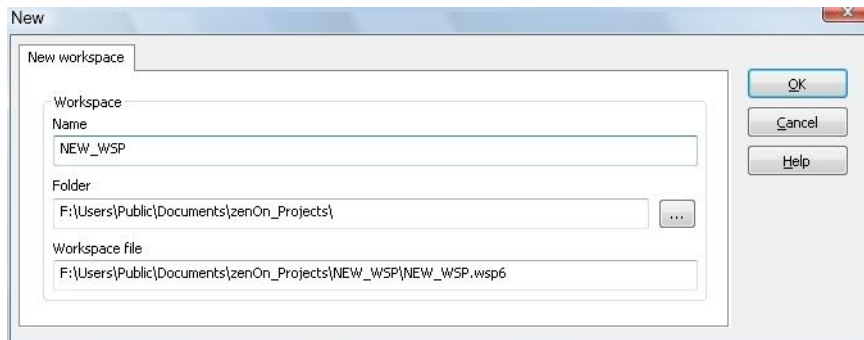 New
New workspace
Workspace
Name
NEW_WSP
Folder
F:\Users\Public\Documents\zenOn_Projects\
...
Workspace file
F:\Users\Public\Documents\zenOn_Projects\NEW_WSP\NEW_WSP.wsp6
OK
Cancel
Help